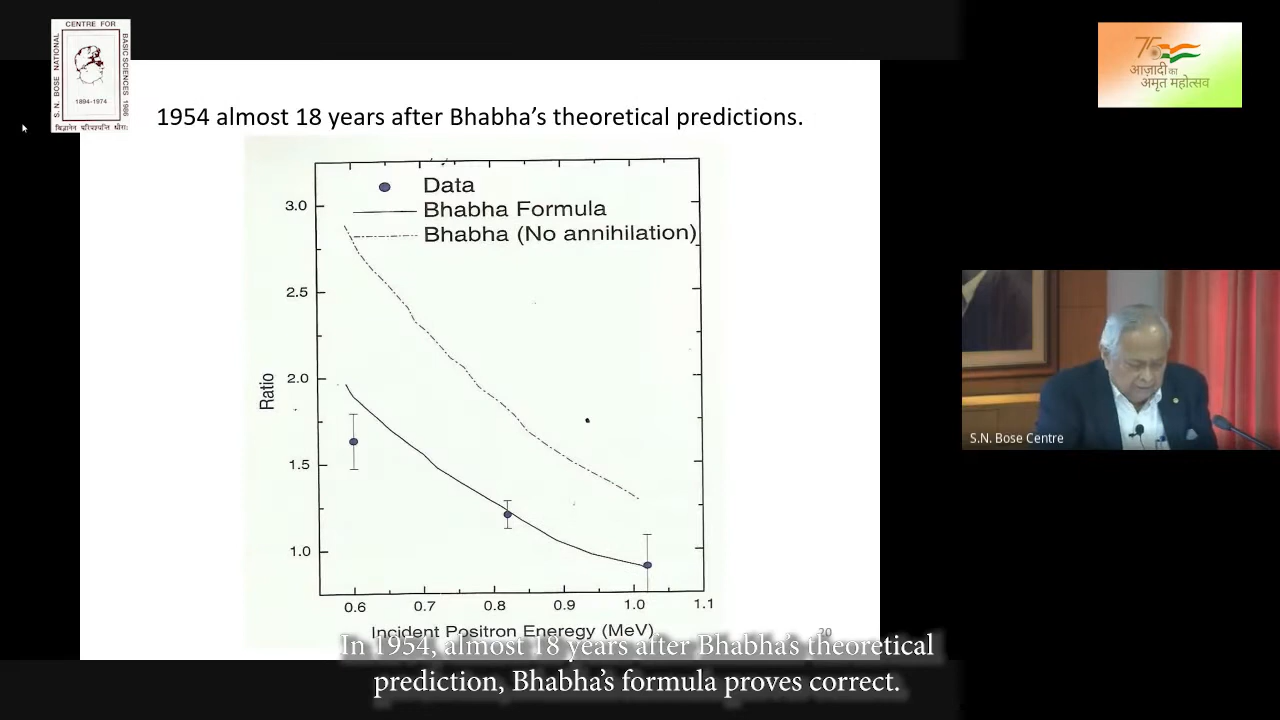 CENTRE FOR
S. N. BOSE NATIONAL
BASIC SCIENCES 1986
1894-1974
आज़ादी का
अमृत महोत्सव
1954 almost 18 years after Bhabha's theoretical predictions.
Data
Bhabha Formula
Bhabha (No annihilation)
3.0
2.5
2.0
1.5
1.0
Ratio
0.6 0.7 0.8 0.9 1.0 1.1
Incident Positron Eneregy (MeV)
20
S.N. Bose Centre
In 1954, almost 18 years after Bhabha's theoretical
prediction, Bhabha's formula proves correct.